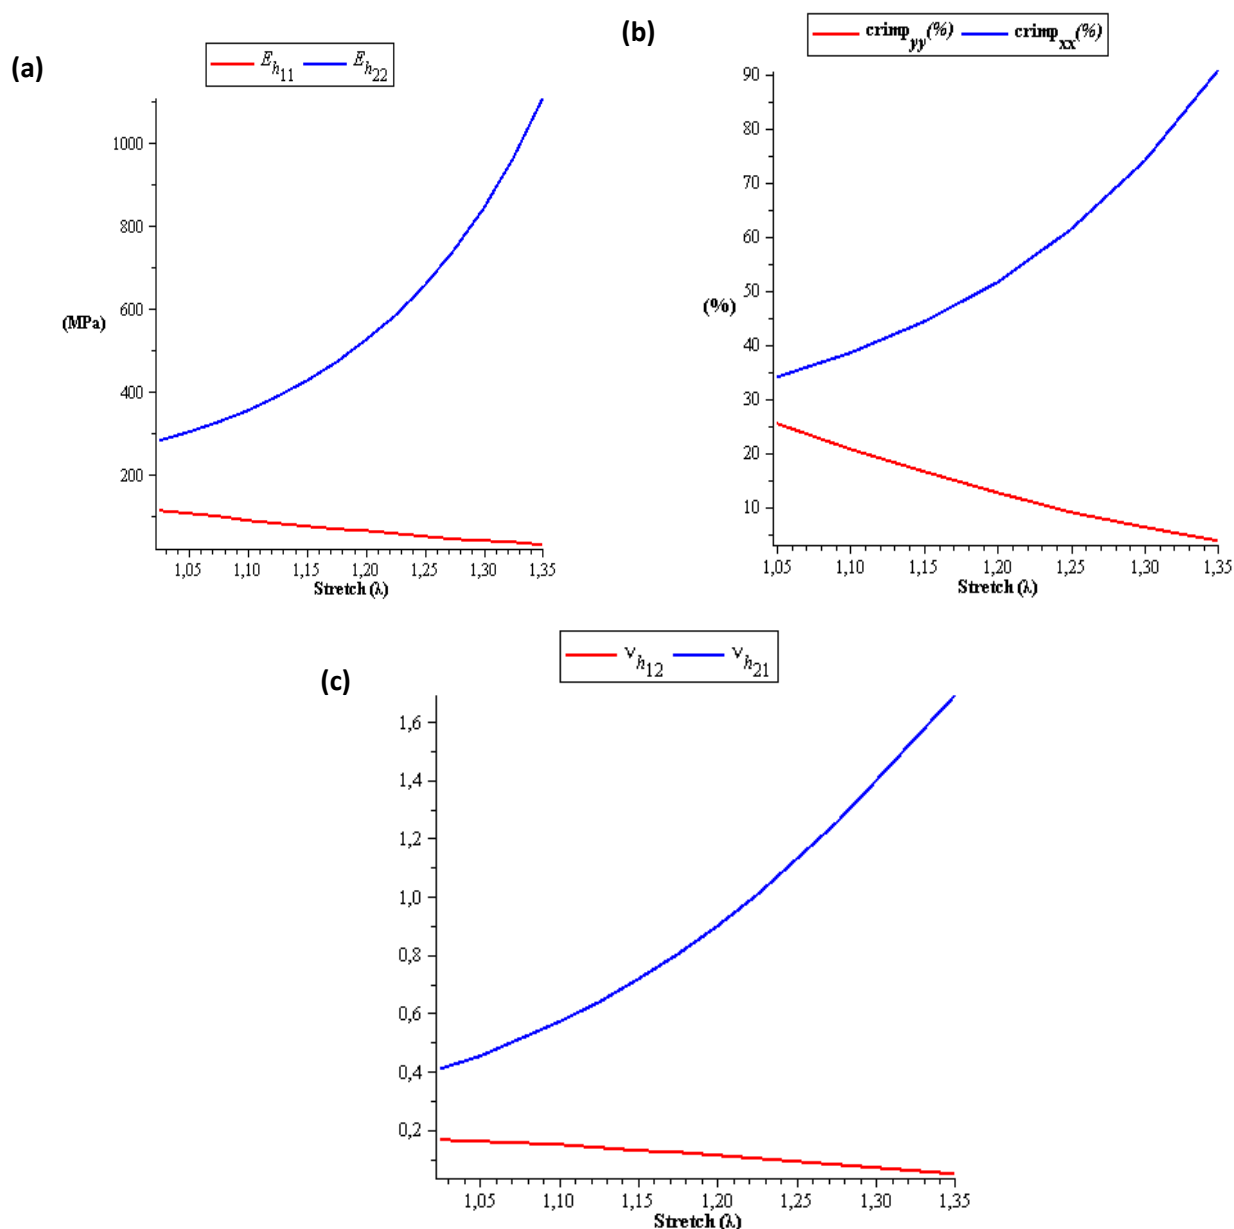 (a)
E_h11 E_h22
1000
800
600
(MPa)
400
200
1,05 1,10 1,15 1,20 1,25 1,30 1,35
Stretch (λ)
(b)
crimp_yy(%) crimp_xx(%)
90
80
70
60
50
(%)
40
30
20
10
1,05 1,10 1,15 1,20 1,25 1,30 1,35
Stretch (λ)
(c)
ν_h12 ν_h21
1,6
1,4
1,2
1,0
0,8
0,6
0,4
0,2
1,05 1,10 1,15 1,20 1,25 1,30 1,35
Stretch (λ)